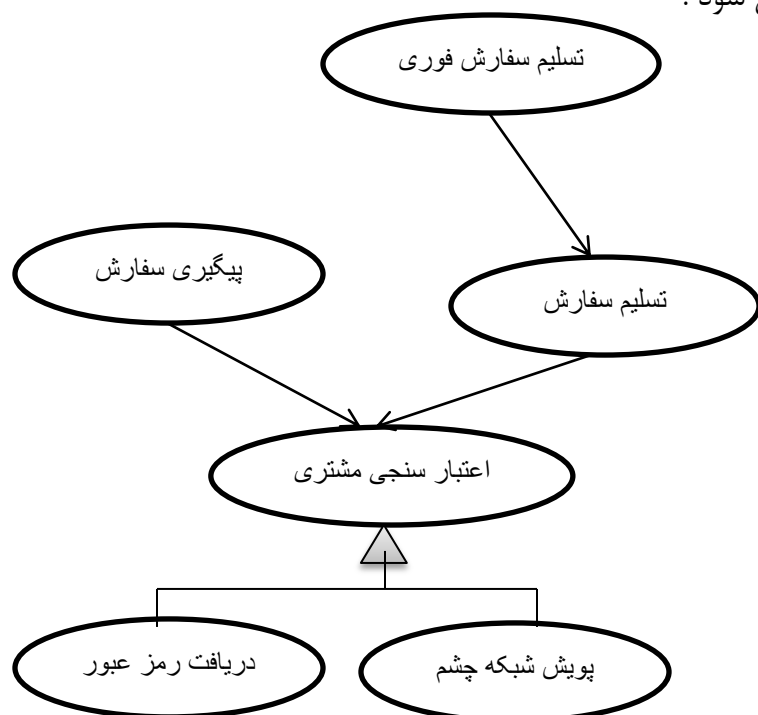 تسلیم سفارش فوری
پیگیری سفارش
تسلیم سفارش
اعتبار سنجی مشتری
دریافت رمز عبور
پویش شبکه چشم